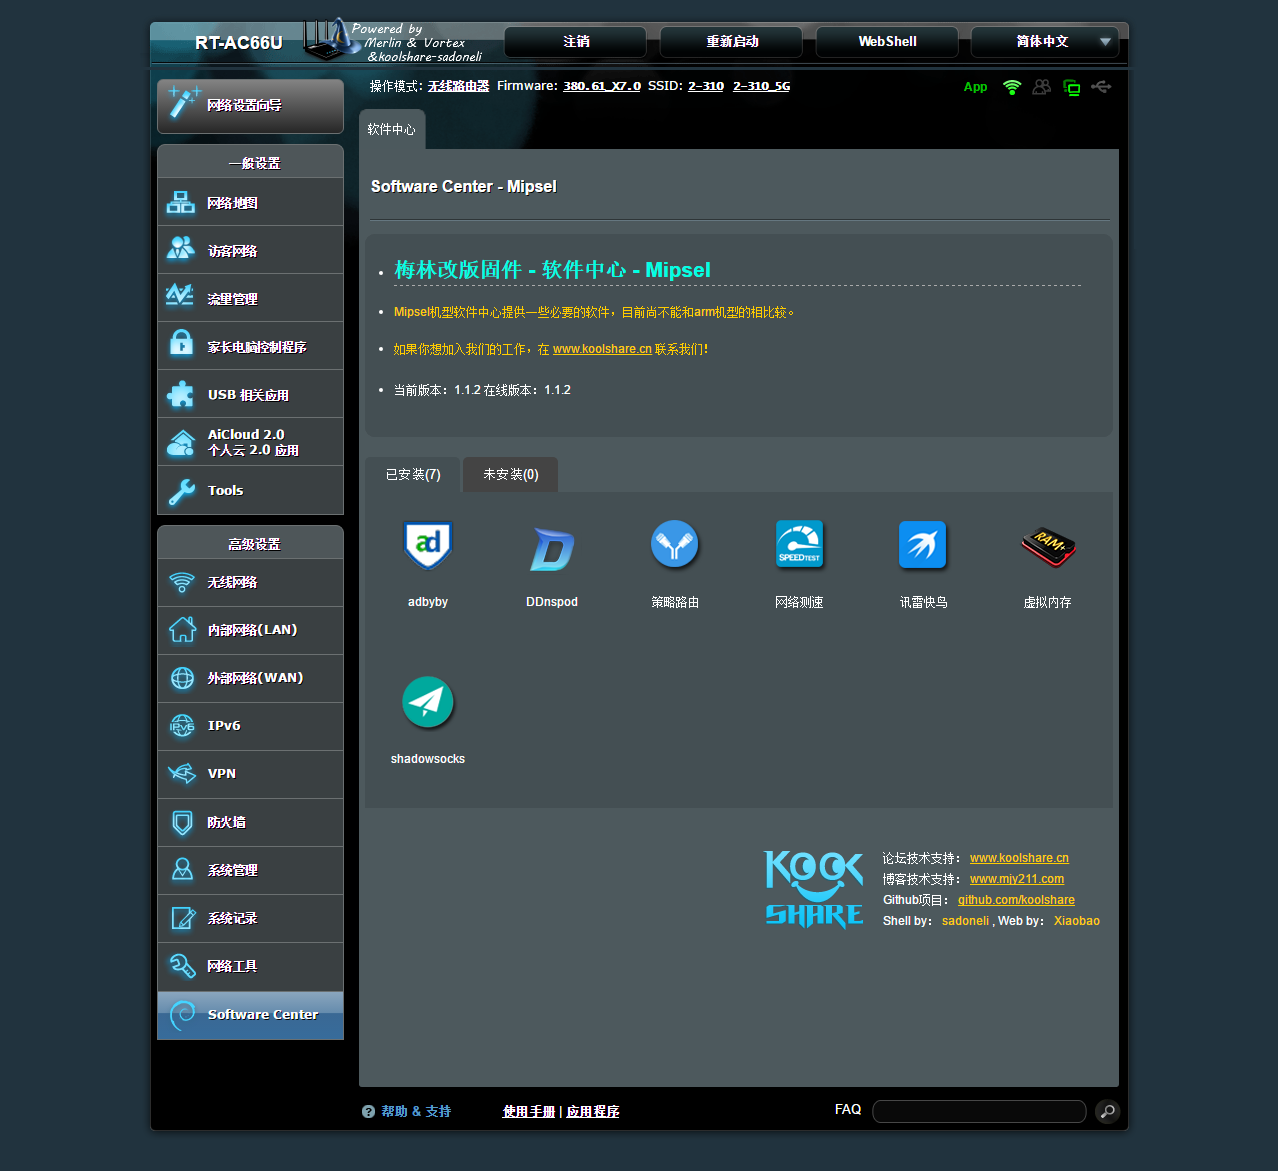 RT-AC66U
Powered by
Merlin & Vortex
&koolshare-sadoneli
注销
重新启动
WebShell
简体中文
操作模式: 无线路由器 Firmware: 380.61_X7.0 SSID: 2-310 2-310_5G
App
网络设置向导
一般设置
网络地图
访客网络
流量管理
家长电脑控制程序
USB 相关应用
AiCloud 2.0
个人云 2.0 应用
Tools
高级设置
无线网络
内部网络(LAN)
外部网络(WAN)
IPv6
IPv6
VPN
防火墙
系统管理
系统记录
网络工具
Software Center
软件中心
Software Center - Mipsel
梅林改版固件 - 软件中心 - Mipsel
Mipsel机型软件中心提供一些必要的软件，目前尚不能和arm机型的相比较。
如果你想加入我们的工作，在 www.koolshare.cn 联系我们！
当前版本：1.1.2 在线版本：1.1.2
已安装(7)
未安装(0)
ad
D
SPEEDTEST
RAM+
adbyby
DDnspod
策略路由
网络测速
讯雷快鸟
虚拟内存
shadowsocks
KOOL
SHARE
论坛技术支持： www.koolshare.cn
博客技术支持： www.mjy211.com
Github项目： github.com/koolshare
Shell by： sadoneli , Web by： Xiaobao
? 帮助 & 支持
使用手册 | 应用程序
FAQ